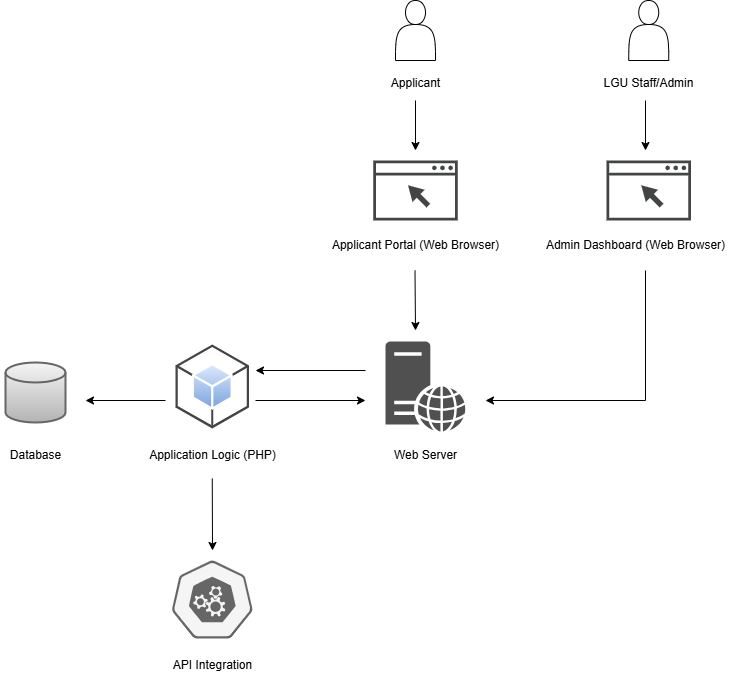 Applicant
LGU Staff/Admin
Applicant Portal (Web Browser)
Admin Dashboard (Web Browser)
Database
Application Logic (PHP)
Web Server
API Integration